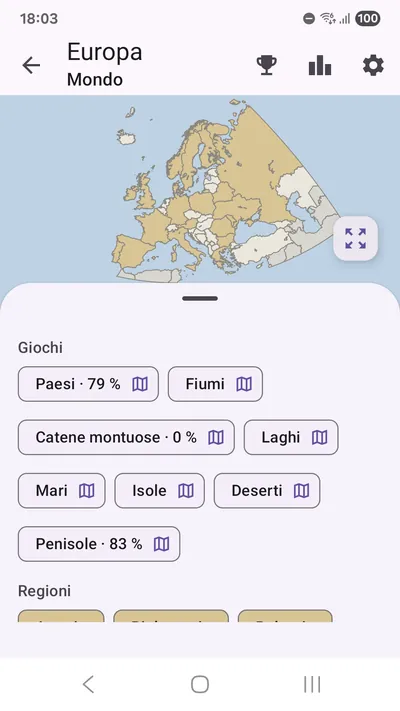 18:03
100
Europa
Mondo
Giochi
Paesi · 79 %
Fiumi
Catene montuose · 0 %
Laghi
Mari
Isole
Deserti
Penisole · 83 %
Regioni